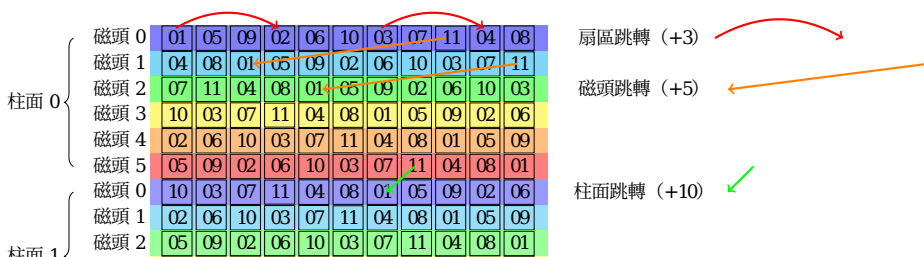 磁頭 0 01 05 09 02 06 10 03 07 11 04 08 扇區跳轉（+3）
磁頭 1 04 08 01 05 09 02 06 10 03 07 11
柱面 0 磁頭 2 07 11 04 08 01 05 09 02 06 10 03 磁頭跳轉（+5）
磁頭 3 10 03 07 11 04 08 01 05 09 02 06
磁頭 4 02 06 10 03 07 11 04 08 01 05 09
磁頭 5 05 09 02 06 10 03 07 11 04 08 01
磁頭 0 10 03 07 11 04 08 01 05 09 02 06 柱面跳轉（+10）
磁頭 1 02 06 10 03 07 11 04 08 01 05 09
柱面 1 磁頭 2 05 09 02 06 10 03 07 11 04 08 01